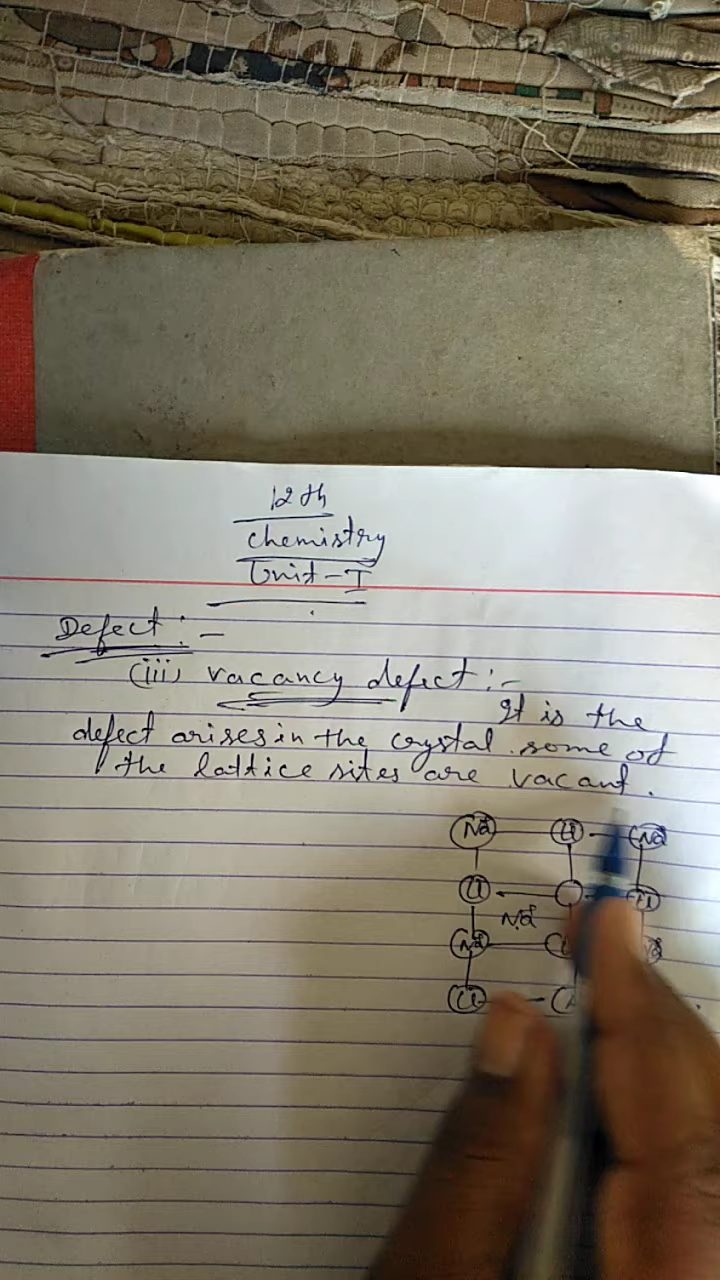 12th
chemistry
Unit-I
Defect:-
(iii) vacancy defect:-
It is the
defect arises in the crystal some of
the lattice sites are vacant.
Na Cl Na
Cl Cl
Na
Na
Cl